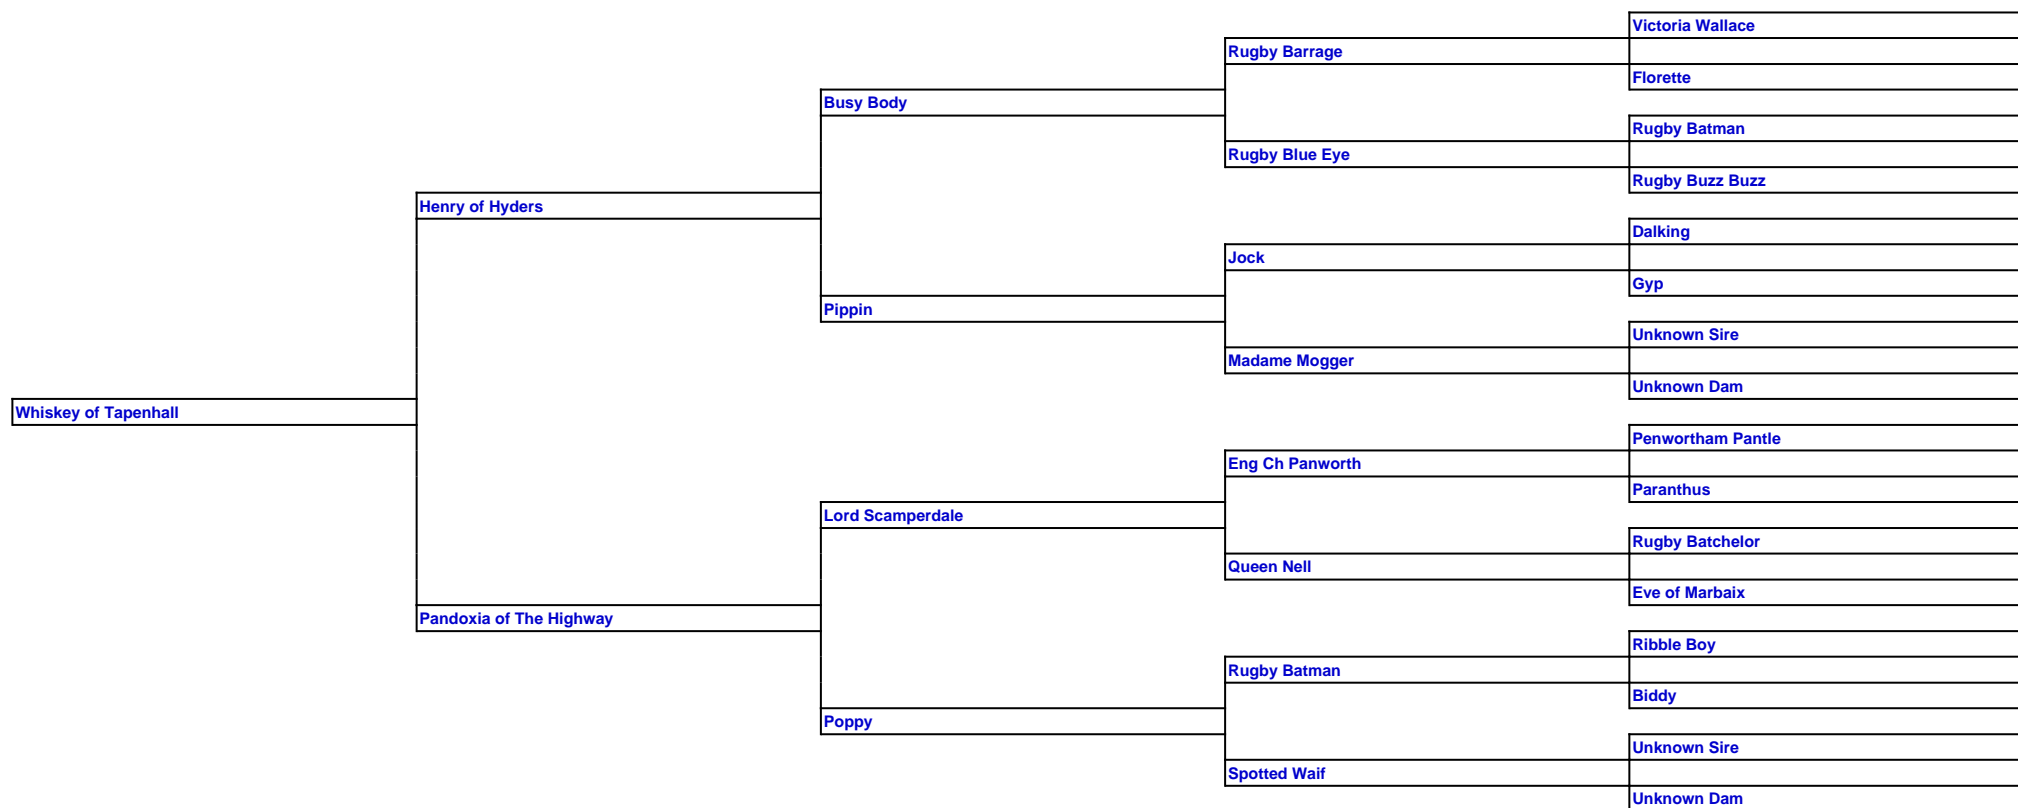 Victoria Wallace
Rugby Barrage
Florette
Busy Body
Rugby Batman
Rugby Blue Eye
Rugby Buzz Buzz
Henry of Hyders
Dalking
Jock
Gyp
Pippin
Unknown Sire
Madame Mogger
Unknown Dam
Whiskey of Tapenhall
Penwortham Pantle
Eng Ch Panworth
Paranthus
Lord Scamperdale
Rugby Batchelor
Queen Nell
Eve of Marbaix
Pandoxia of The Highway
Ribble Boy
Rugby Batman
Biddy
Poppy
Unknown Sire
Spotted Waif
Unknown Dam